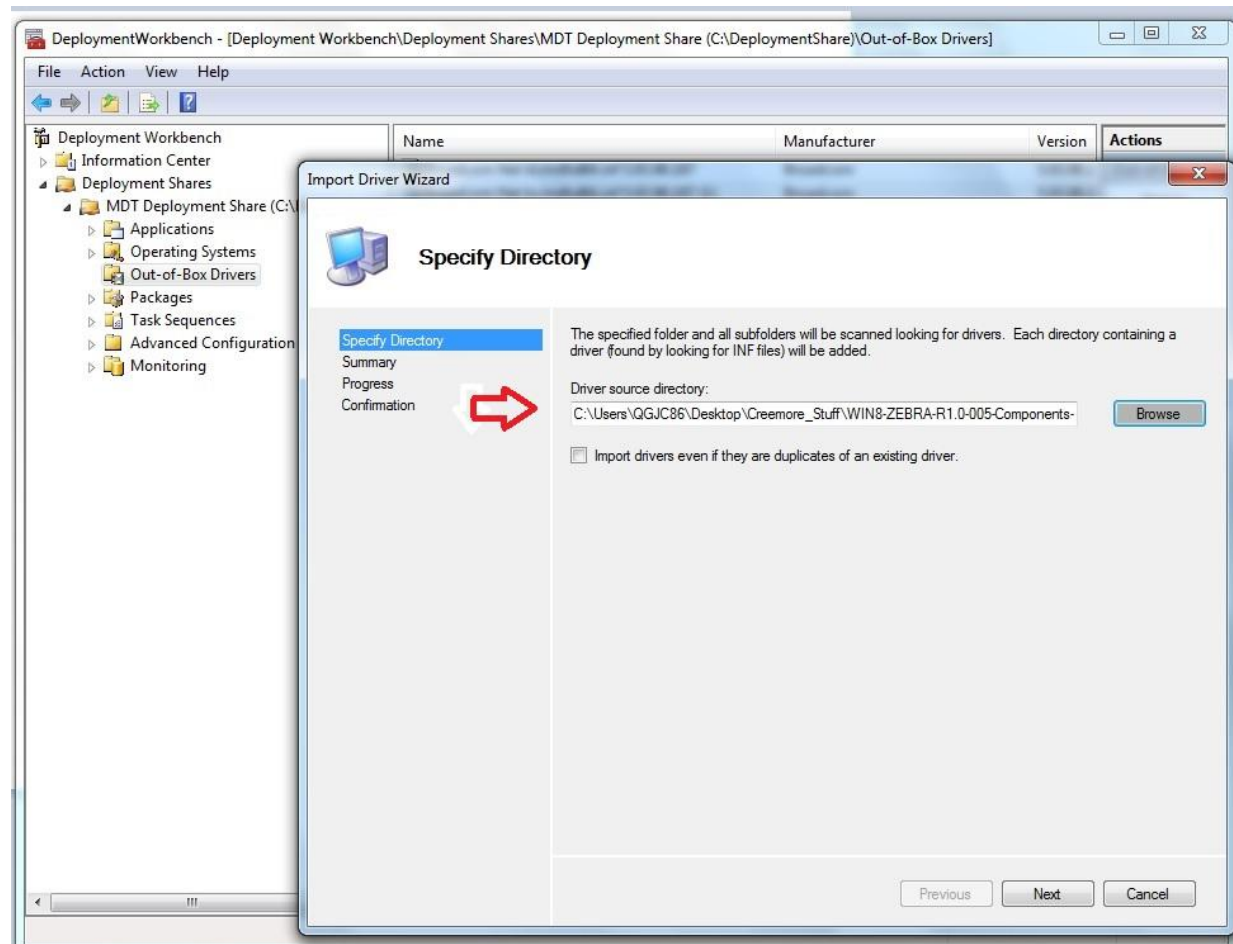 DeploymentWorkbench - [Deployment Workbench\Deployment Shares\MDT Deployment Share (C:\DeploymentShare)\Out-of-Box Drivers]
File Action View Help
Deployment Workbench
Information Center
Deployment Shares
MDT Deployment Share (C:\
Applications
Operating Systems
Out-of-Box Drivers
Packages
Task Sequences
Advanced Configuration
Monitoring
Name Manufacturer Version Actions
Import Driver Wizard
Specify Directory
Specify Directory
Summary
Progress
Confirmation
The specified folder and all subfolders will be scanned looking for drivers. Each directory containing a
driver (found by looking for INF files) will be added.
Driver source directory:
C:\Users\QGJC86\Desktop\Creemore_Stuff\WIN8-ZEBRA-R1.0-005-Components-
Browse
Import drivers even if they are duplicates of an existing driver.
Previous Next Cancel